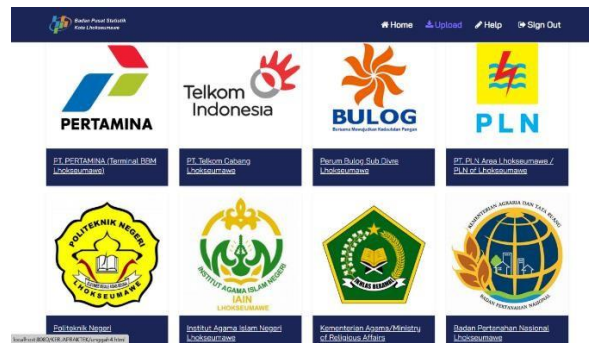 Badan Pusat Statistik
Kota Lhokseumawe
Home Upload Help Sign Out
PERTAMINA
Telkom
Indonesia
BULOG
Bersama Mewujudkan Kedaulatan Pangan
PLN
PT. PERTAMINA (Terminal BBM
Lhokseumawe)
PT. Telkom Cabang
Lhokseumawe
Perum Bulog Sub Divre
Lhokseumawe
PT. PLN Area Lhokseumawe /
PLN of Lhokseumawe
POLITEKNIK NEGERI
LHOKSEUMAWE
INSTITUT AGAMA ISLAM NEGERI
IAIN
LHOKSEUMAWE
IKHLAS BERAMAL
KEMENTERIAN AGRARIA DAN TATA RUANG
BADAN PERTANAHAN NASIONAL
Politeknik Negeri
Institut Agama Islam Negeri
Lhokseumawe
Kementerian Agama/Ministry
of Religious Affairs
Badan Pertanahan Nasional
Lhokseumawe